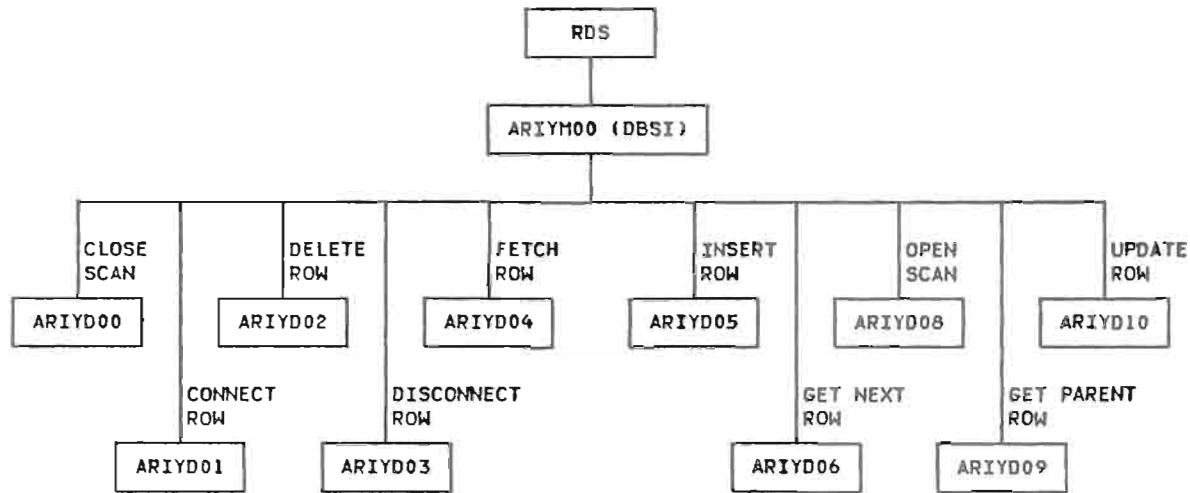 RDS
ARIYM00 (DBSI)
CLOSE
SCAN
ARIYD00
DELETE
ROW
ARIYD02
FETCH
ROW
ARIYD04
INSERT
ROW
ARIYD05
OPEN
SCAN
ARIYD08
UPDATE
ROW
ARIYD10
CONNECT
ROW
ARIYD01
DISCONNECT
ROW
ARIYD03
GET NEXT
ROW
ARIYD06
GET PARENT
ROW
ARIYD09